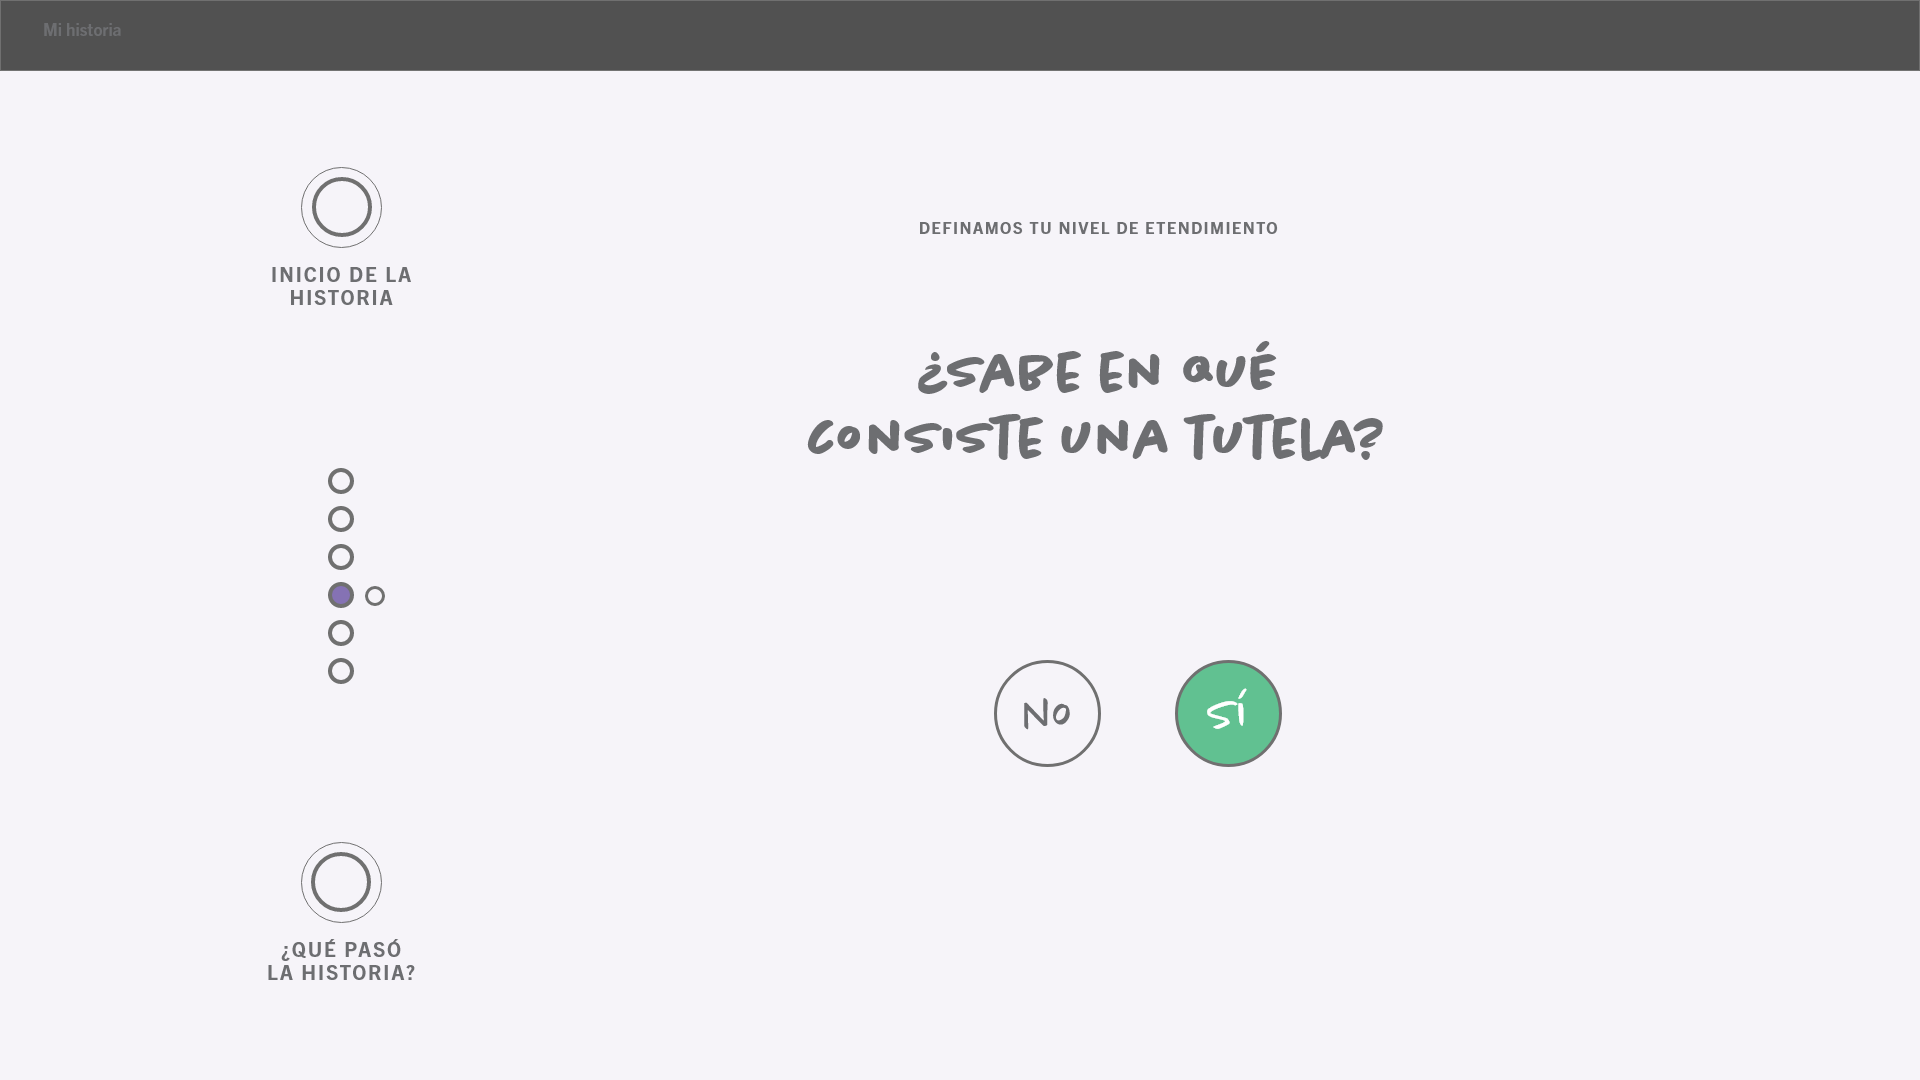 Mi historia
INICIO DE LA
HISTORIA
DEFINAMOS TU NIVEL DE ETENDIMIENTO
¿SABE EN QUÉ
CONSISTE UNA TUTELA?
NO
SÍ
¿QUÉ PASÓ
LA HISTORIA?